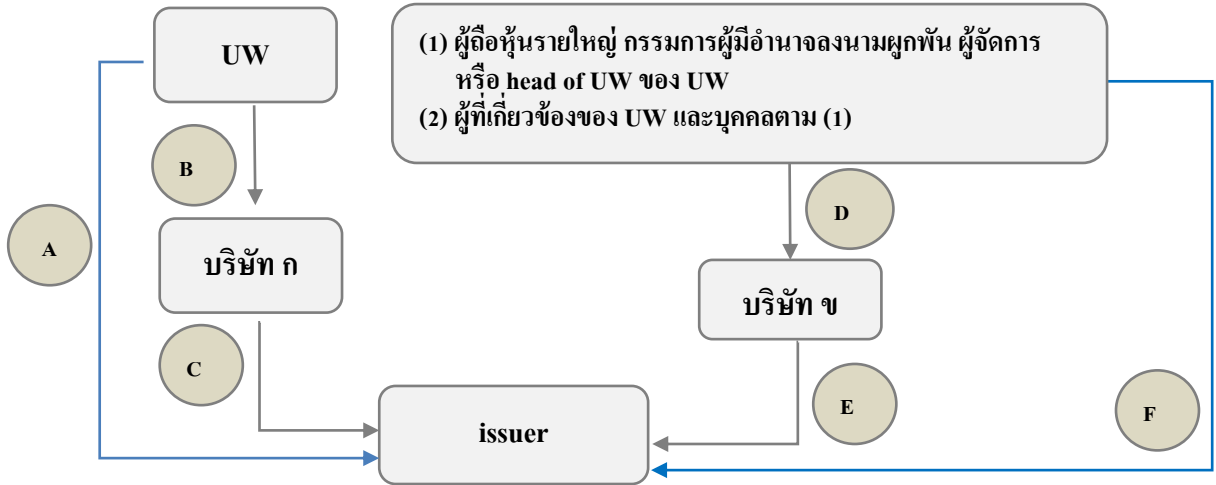 UW
(1) ผู้ถือหุ้นรายใหญ่ กรรมการผู้มีอำนาจลงนามผูกพัน ผู้จัดการ
หรือ head of UW ของ UW
(2) ผู้ที่เกี่ยวข้องของ UW และบุคคลตาม (1)
B
D
A
บริษัท ก
บริษัท ข
C
E
F
issuer